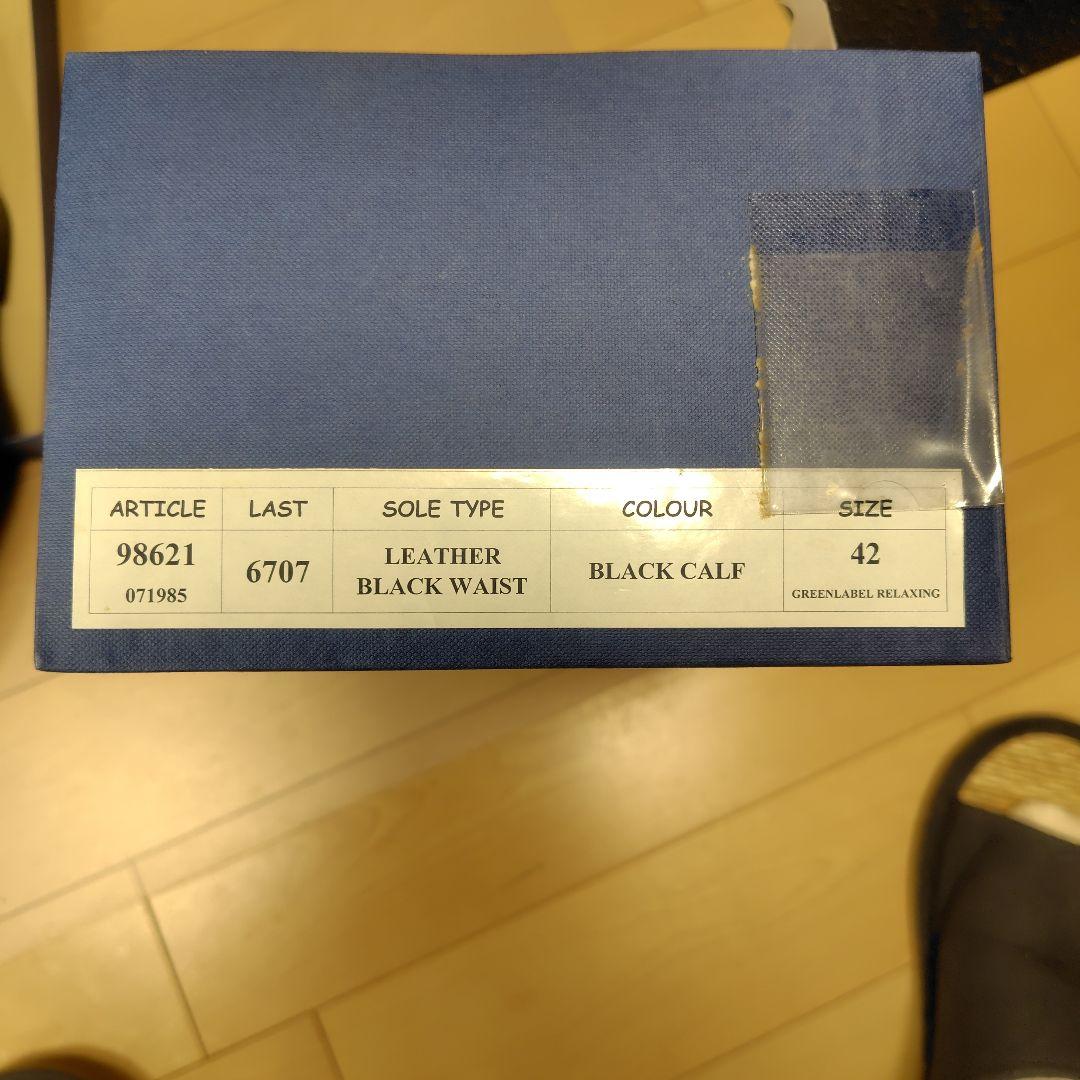 ARTICLE LAST SOLE TYPE COLOUR SIZE
98621 6707 LEATHER BLACK CALF 42
071985 BLACK WAIST GREENLABEL RELAXING